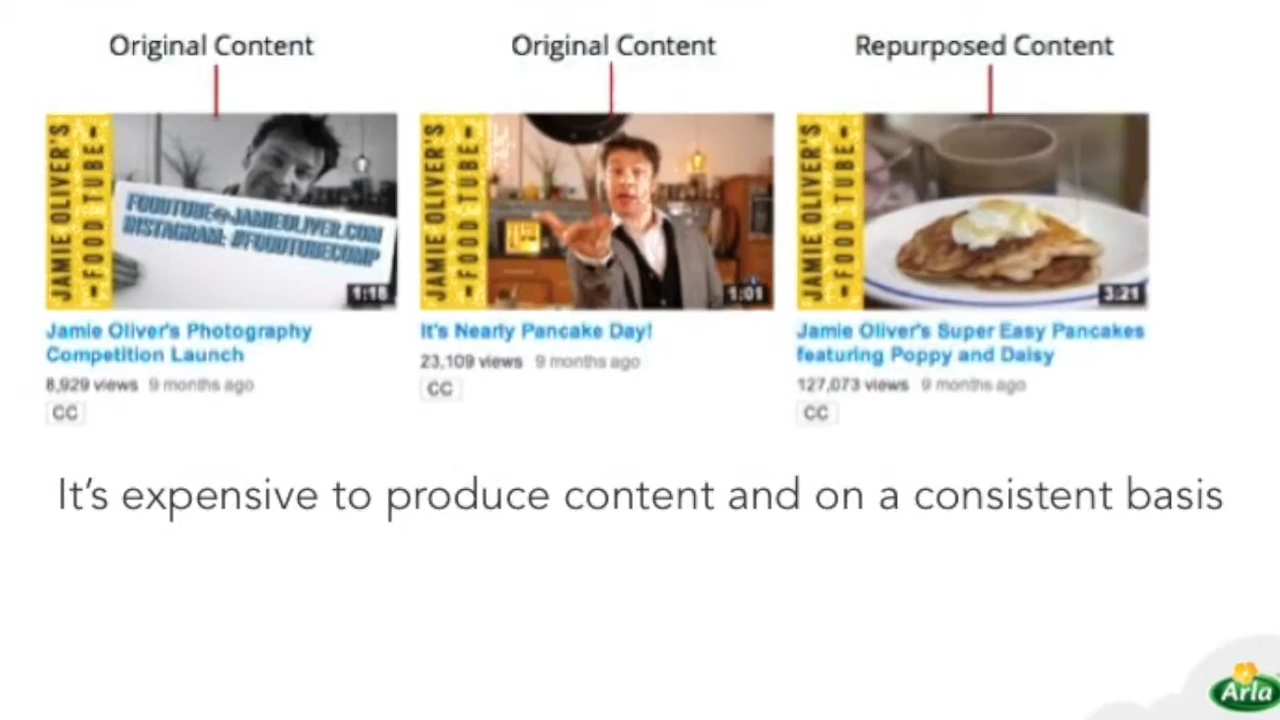 Original Content
Original Content
Repurposed Content
JAMIE OLIVER'S
-FOOD TUBE-
FOODTUBE@JAMIEOLIVER.COM
INSTAGRAM: #FOODTUBECOMP
1:18
JAMIE OLIVER'S
-FOOD TUBE-
1:01
JAMIE OLIVER'S
-FOOD TUBE-
3:21
Jamie Oliver's Photography
Competition Launch
8,929 views 9 months ago
CC
It's Nearly Pancake Day!
23,109 views 9 months ago
CC
Jamie Oliver's Super Easy Pancakes
featuring Poppy and Daisy
127,073 views 9 months ago
CC
It's expensive to produce content and on a consistent basis
Arla